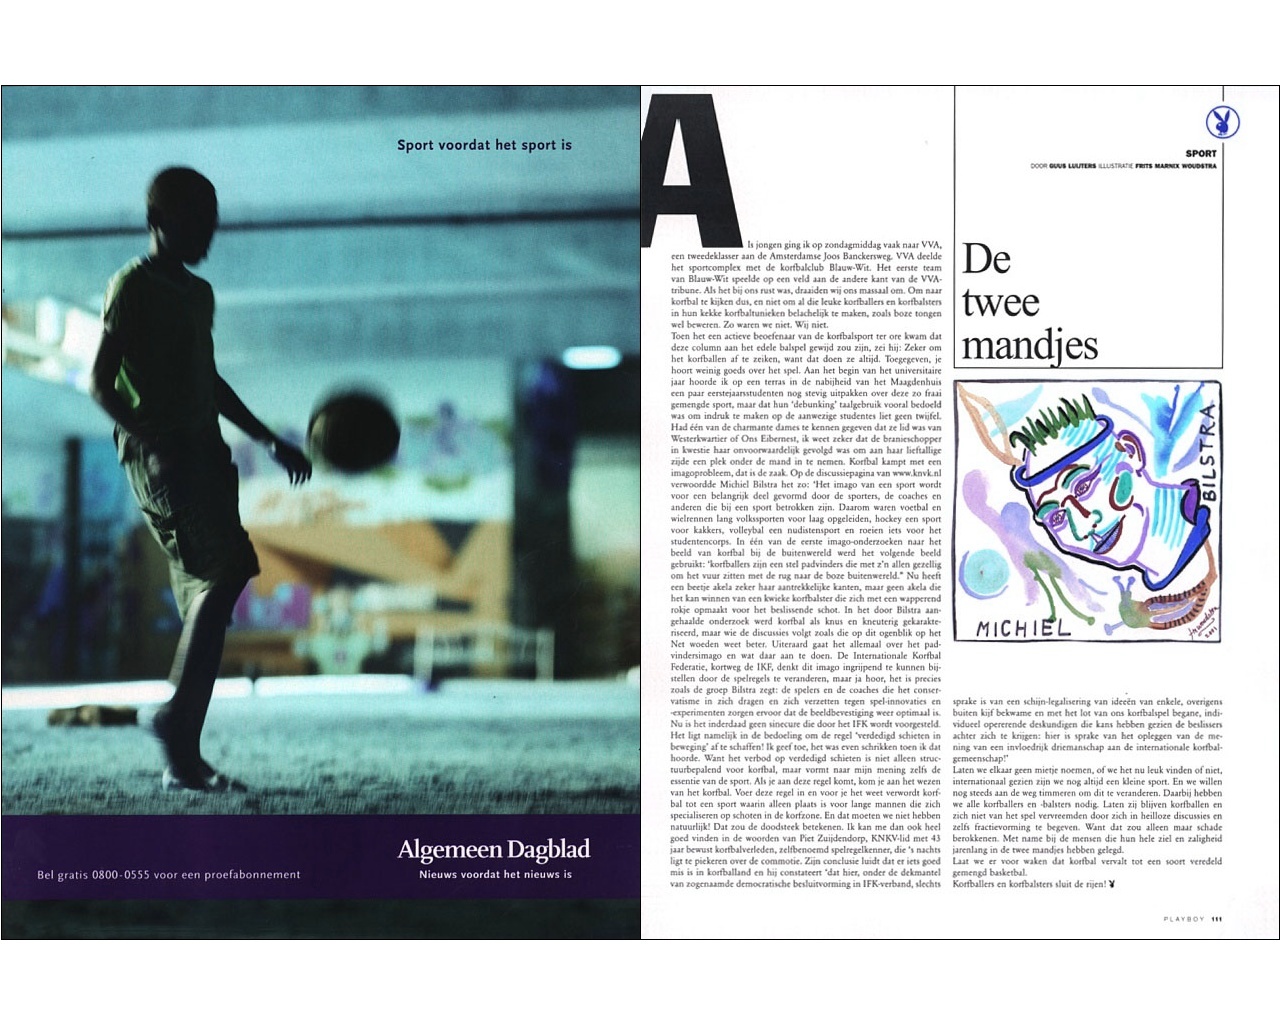 Sport voordat het sport is
Algemeen Dagblad
Bel gratis 0800-0555 voor een proefabonnement
Nieuws voordat het nieuws is
SPORT
DOOR GUUS LUIJTERS ILLUSTRATIE FRITS MARNIX WOUDSTRA
De
twee
mandjes
Als jongen ging ik op zondagmiddag vaak naar VVA,
een tweedeklasser aan de Amsterdamse Joos Banckersweg. VVA deelde
het sportcomplex met de korfbalclub Blauw-Wit. Het eerste team
van Blauw-Wit speelde op een veld aan de andere kant van de VVA-
tribune. Als het bij ons rust was, draaiden wij ons massaal om. Om naar
korfbal te kijken dus, en niet om al die leuke korfballers en korfbalsters
in hun kekke korfbaltunieken belachelijk te maken, zoals boze tongen
wel beweren. Zo waren we niet. Wij niet.
Toen het een actieve beoefenaar van de korfbalsport ter ore kwam dat
deze column aan het edele balspel gewijd zou zijn, zei hij: Zeker om
het korfballen af te zeiken, want dat doen ze altijd. Toegegeven, je
hoort weinig goeds over het spel. Aan het begin van het universitaire
jaar hoorde ik op een terras in de nabijheid van het Maagdenhuis
een paar eerstejaarsstudenten nog stevig uitpakken over deze zo fraai
gemengde sport, maar dat hun 'debunking' taalgebruik vooral bedoeld
was om indruk te maken op de aanwezige studentes liet geen twijfel.
Had één van de charmante dames te kennen gegeven dat ze lid was van
Westerkwartier of Ons Eibernest, ik weet zeker dat de branieschopper
in kwestie haar onvoorwaardelijk gevolgd was om aan haar lieftallige
zijde een plek onder de mand in te nemen. Korfbal kampt met een
imagoprobleem, dat is de zaak. Op de discussiepagina van www.knvk.nl
verwoordde Michiel Bilstra het zo: 'Het imago van een sport wordt
voor een belangrijk deel gevormd door de sporters, de coaches en
anderen die bij een sport betrokken zijn. Daarom waren voetbal en
wielrennen lang volkssporten voor laag opgeleiden, hockey een sport
voor kakkers, volleybal een nudistensport en roeien iets voor het
studentencorps. In één van de eerste imago-onderzoeken naar het
beeld van korfbal bij de buitenwereld werd het volgende beeld
gebruikt: 'korfballers zijn een stel padvinders die met z'n allen gezellig
om het vuur zitten met de rug naar de boze buitenwereld." Nu heeft
een beetje akela zeker haar aantrekkelijke kanten, maar geen akela die
het kan winnen van een kwieke korfbalster die zich met een wapperend
rokje opmaakt voor het beslissende schot. In het door Bilstra aan-
gehaalde onderzoek werd korfbal als knus en kneuterig gekarakte-
riseerd, maar wie de discussies volgt zoals die op dit ogenblik op het
Net woeden weet beter. Uiteraard gaat het allemaal over het pad-
vindersimago en wat daar aan te doen. De Internationale Korfbal
Federatie, kortweg de IKF, denkt dit imago ingrijpend te kunnen bij-
stellen door de spelregels te veranderen, maar ja hoor, het is precies
zoals de groep Bilstra zegt: de spelers en de coaches die het conser-
vatisme in zich dragen en zich verzetten tegen spel-innovaties en
-experimenten zorgen ervoor dat de beeldbevestiging weer optimaal is.
Nu is het inderdaad geen sinecure die door het IFK wordt voorgesteld.
Het ligt namelijk in de bedoeling om de regel 'verdedigd schieten in
beweging' af te schaffen! Ik geef toe, het was even schrikken toen ik dat
hoorde. Want het verbod op verdedigd schieten is niet alleen struc-
tuurbepalend voor korfbal, maar vormt naar mijn mening zelfs de
essentie van de sport. Als je aan deze regel komt, kom je aan het wezen
van het korfbal. Voer deze regel in en voor je het weet verwordt korf-
bal tot een sport waarin alleen plaats is voor lange mannen die zich
specialiseren op schoten in de korfzone. En dat moeten we niet hebben
natuurlijk! Dat zou de doodsteek betekenen. Ik kan me dan ook heel
goed vinden in de woorden van Piet Zuijdendorp, KNKV-lid met 43
jaar bewust korfbalverleden, zelfbenoemd spelregelkenner, die 's nachts
ligt te piekeren over de commotie. Zijn conclusie luidt dat er iets goed
mis is in korfballand en hij constateert 'dat hier, onder de dekmantel
van zogenaamde democratische besluitvorming in IFK-verband, slechts
BILSTRA
MICHIEL
sprake is van een schijn-legalisering van ideeën van enkele, overigens
buiten kijf bekwame en met het lot van ons korfbalspel begane, indi-
vidueel opererende deskundigen die kans hebben gezien de beslissers
achter zich te krijgen: hier is sprake van het opleggen van de me-
ning van een invloedrijk driemanschap aan de internationale korfbal-
gemeenschap!'
Laten we elkaar geen mietje noemen, of we het nu leuk vinden of niet,
internationaal gezien zijn we nog altijd een kleine sport. En we willen
nog steeds aan de weg timmeren om dit te veranderen. Daarbij hebben
we alle korfballers en -balsters nodig. Laten zij blijven korfballen en
zich niet van het spel vervreemden door zich in heilloze discussies en
zelfs fractievorming te begeven. Want dat zou alleen maar schade
berokkenen. Met name bij de mensen die hun hele ziel en zaligheid
jarenlang in de twee mandjes hebben gelegd.
Laat we er voor waken dat korfbal vervalt tot een soort veredeld
gemengd basketbal.
Korfballers en korfbalsters sluit de rijen!
PLAYBOY 111